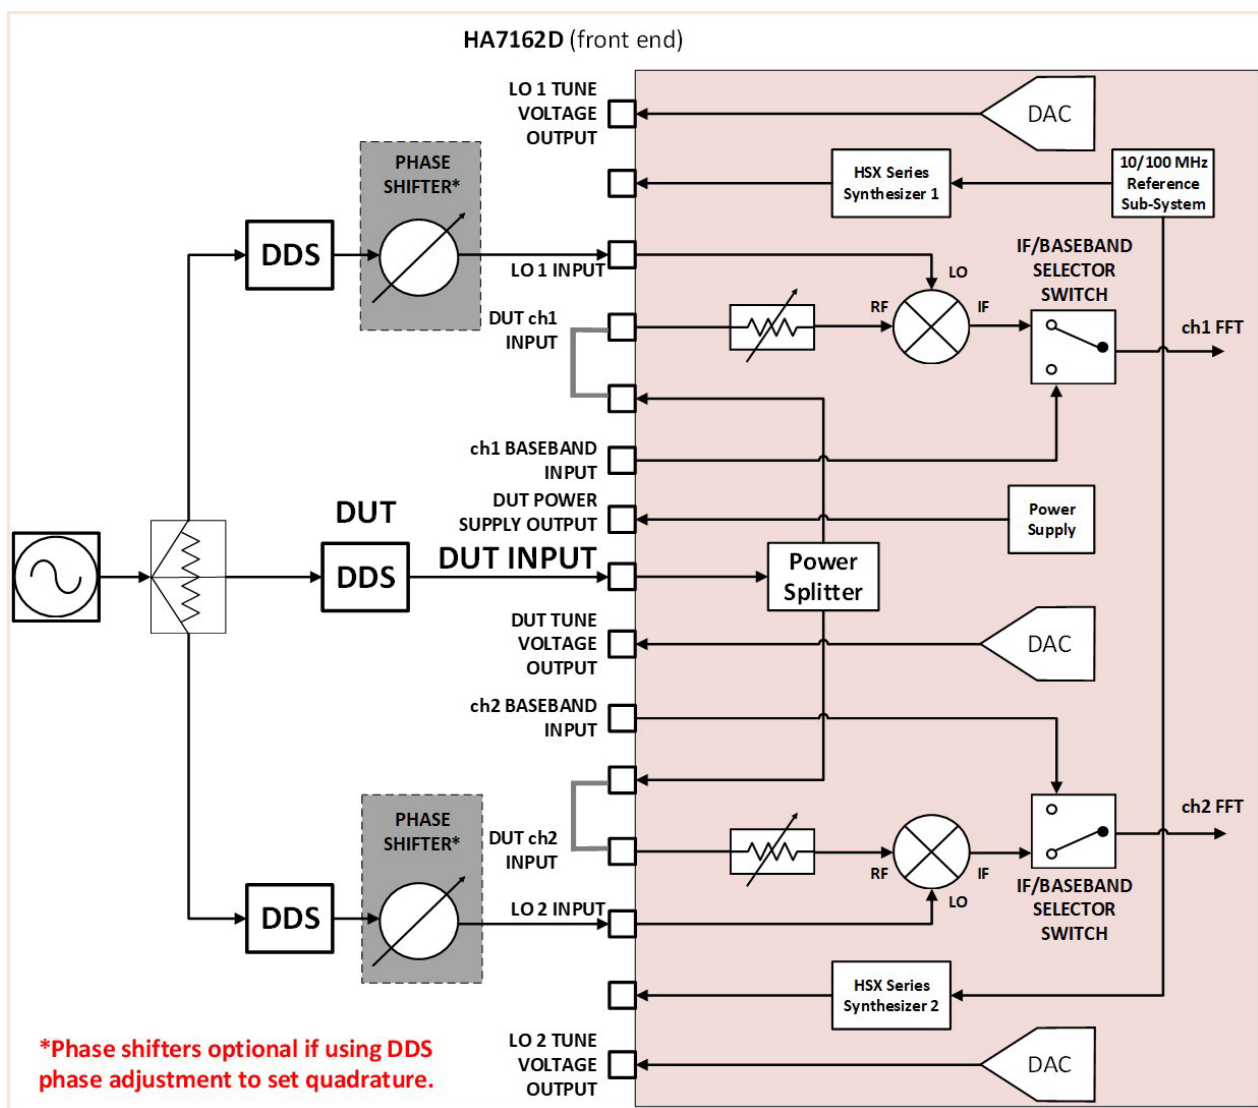 HA7162D (front end)
LO 1 TUNE
VOLTAGE
OUTPUT
DAC
PHASE
SHIFTER*
HSX Series
Synthesizer 1
10/100 MHz
Reference
Sub-System
DDS
LO 1 INPUT
LO
IF/BASEBAND
SELECTOR
SWITCH
DUT ch1
INPUT
RF
IF
ch1 FFT
ch1 BASEBAND
INPUT
DUT POWER
SUPPLY OUTPUT
Power
Supply
DUT
DDS
DUT INPUT
Power
Splitter
DUT TUNE
VOLTAGE
OUTPUT
DAC
ch2 BASEBAND
INPUT
PHASE
SHIFTER*
DUT ch2
INPUT
RF
IF
LO
ch2 FFT
IF/BASEBAND
SELECTOR
SWITCH
DDS
LO 2 INPUT
HSX Series
Synthesizer 2
LO 2 TUNE
VOLTAGE
OUTPUT
DAC
*Phase shifters optional if using DDS
phase adjustment to set quadrature.